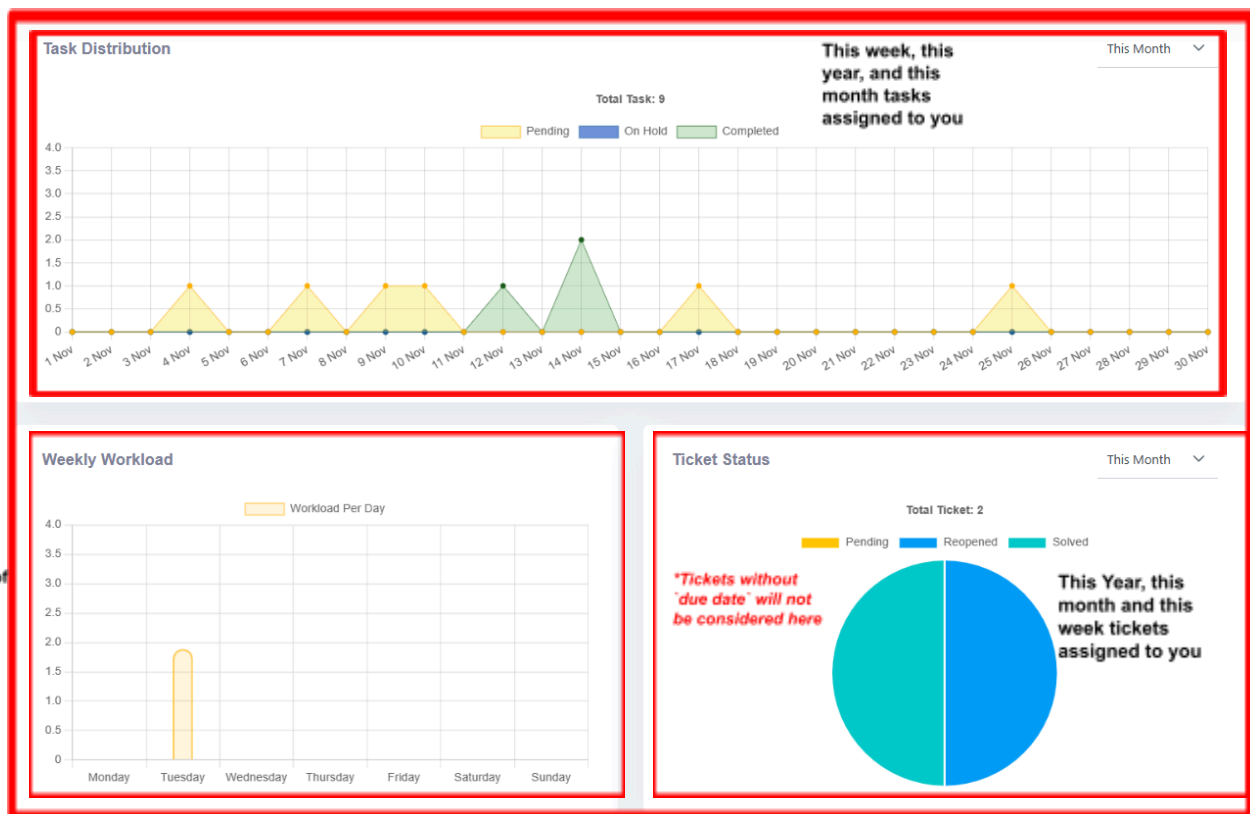 Task Distribution
This Month
This week, this
year, and this
month tasks
assigned to you
Total Task: 9
Pending On Hold Completed
4.0
3.5
3.0
2.5
2.0
1.5
1.0
0.5
0
1 Nov 2 Nov 3 Nov 4 Nov 5 Nov 6 Nov 7 Nov 8 Nov 9 Nov 10 Nov 11 Nov 12 Nov 13 Nov 14 Nov 15 Nov 16 Nov 17 Nov 18 Nov 19 Nov 20 Nov 21 Nov 22 Nov 23 Nov 24 Nov 25 Nov 26 Nov 27 Nov 28 Nov 29 Nov 30 Nov
Weekly Workload
Workload Per Day
4.0
3.5
3.0
2.5
2.0
1.5
1.0
0.5
0
Monday Tuesday Wednesday Thursday Friday Saturday Sunday
Ticket Status
This Month
Total Ticket: 2
Pending Reopened Solved
*Tickets without
`due date` will not
be considered here
This Year, this
month and this
week tickets
assigned to you